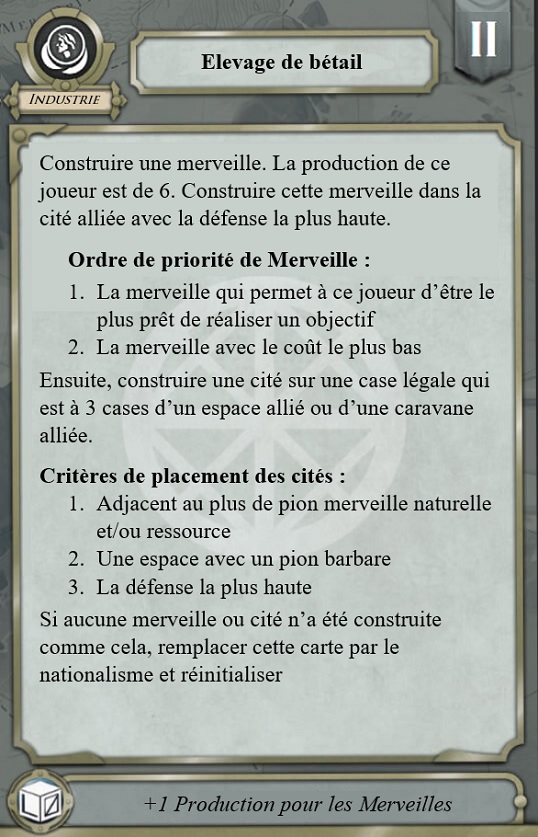 II
Elevage de bétail
INDUSTRIE
Construire une merveille. La production de ce
joueur est de 6. Construire cette merveille dans la
cité alliée avec la défense la plus haute.
Ordre de priorité de Merveille :
1. La merveille qui permet à ce joueur d’être le
plus prêt de réaliser un objectif
2. La merveille avec le coût le plus bas
Ensuite, construire une cité sur une case légale qui
est à 3 cases d’un espace allié ou d’une caravane
alliée.
Critères de placement des cités :
1. Adjacent au plus de pion merveille naturelle
et/ou ressource
2. Une espace avec un pion barbare
3. La défense la plus haute
Si aucune merveille ou cité n’a été construite
comme cela, remplacer cette carte par le
nationalisme et réinitialiser
+1 Production pour les Merveilles